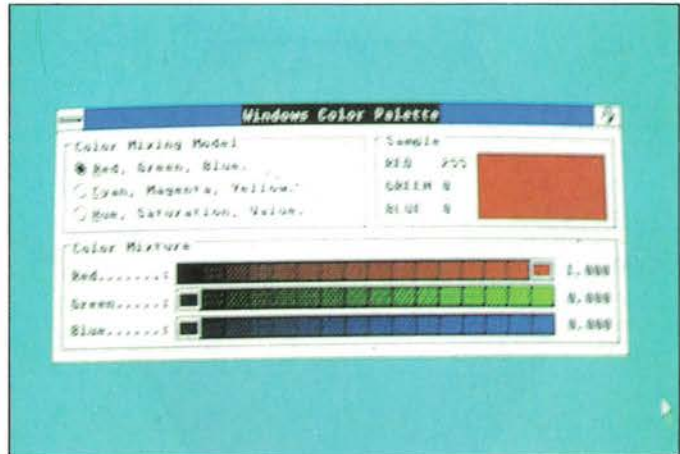 Windows Color Palette
Color Mixing Model
Red, Green, Blue.
Cyan, Magenta, Yellow.
Hue, Saturation, Value.
Sample
RED 255
GREEN 0
BLUE 0
Color Mixture
Red.......: 1.000
Green.....: 0.000
Blue......: 0.000